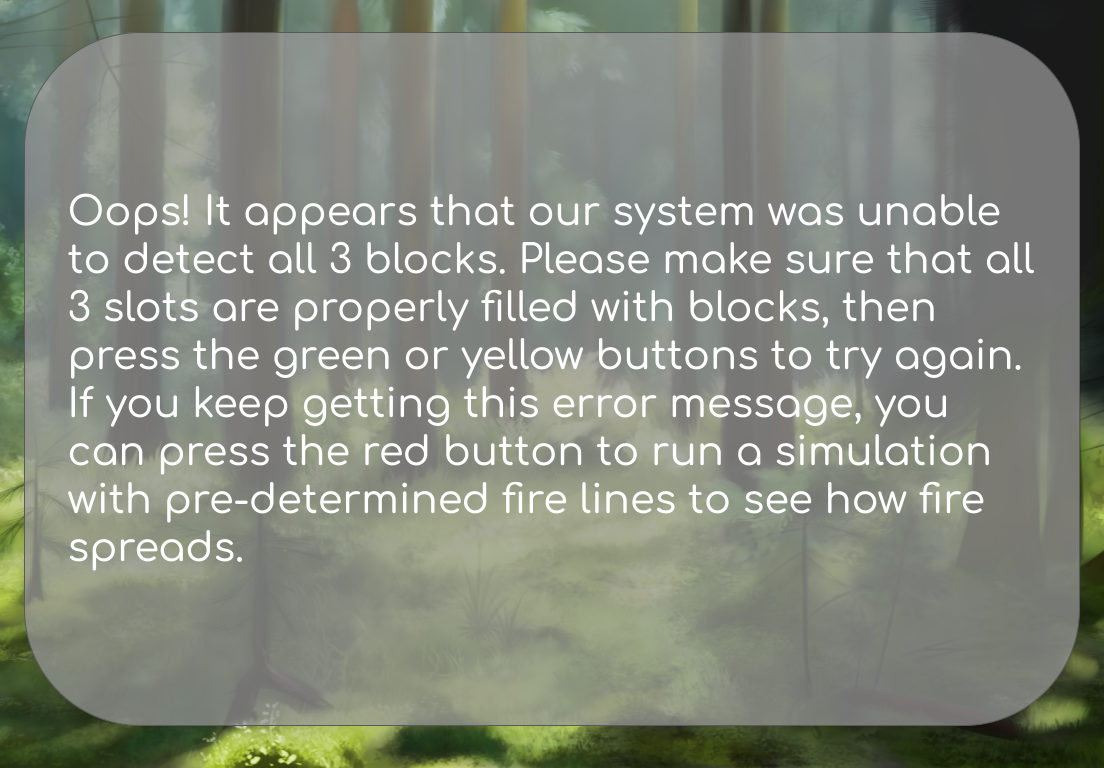 Oops! It appears that our system was unable
to detect all 3 blocks. Please make sure that all
3 slots are properly filled with blocks, then
press the green or yellow buttons to try again.
If you keep getting this error message, you
can press the red button to run a simulation
with pre-determined fire lines to see how fire
spreads.